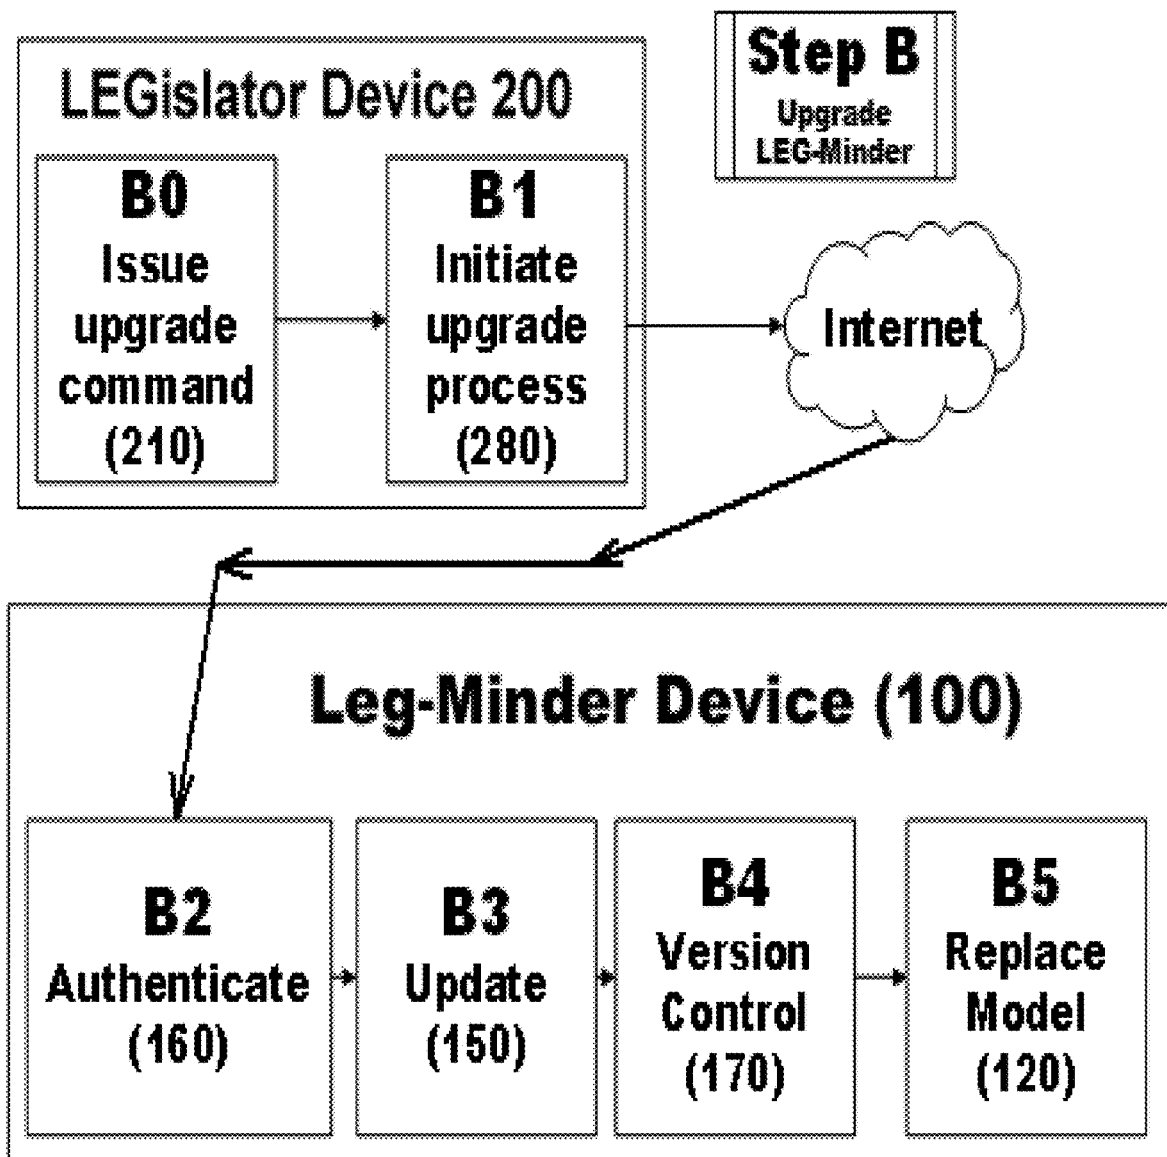 Step B
Upgrade
LEG-Minder
LEGislator Device 200
B0
Issue
upgrade
command
(210)
B1
Initiate
upgrade
process
(280)
Internet
Leg-Minder Device (100)
B2
Authenticate
(160)
B3
Update
(150)
B4
Version
Control
(170)
B5
Replace
Model
(120)